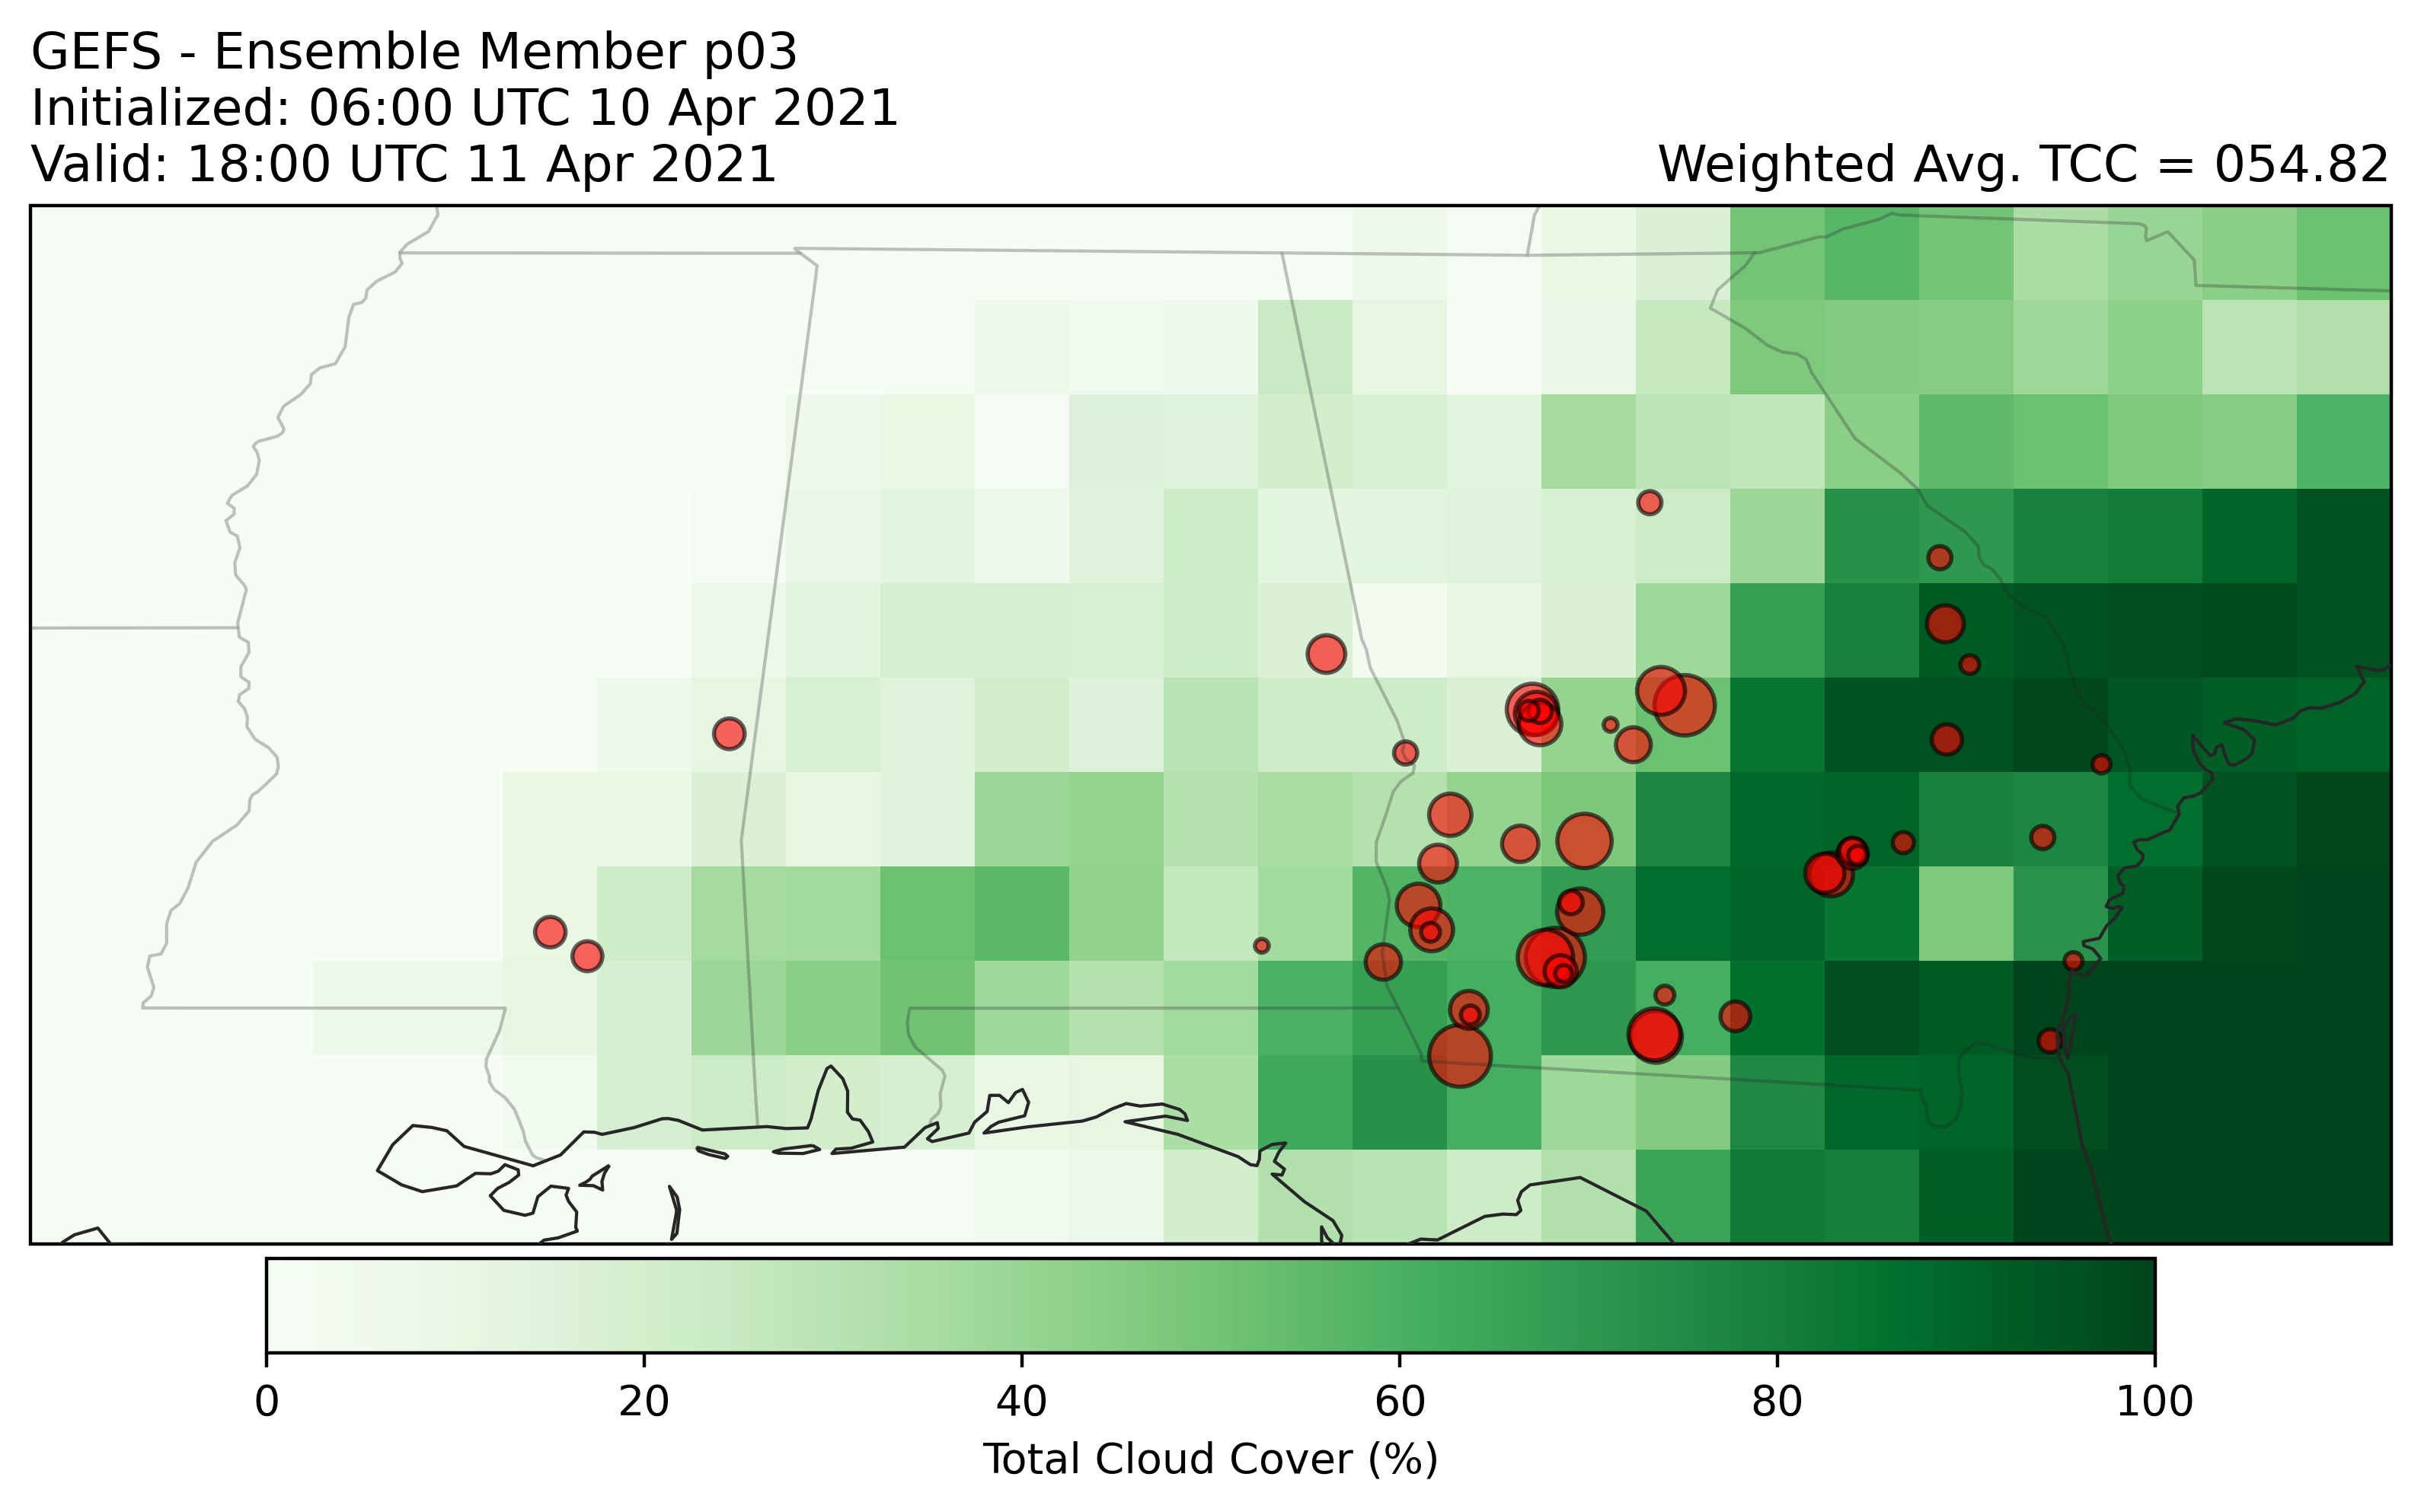 GEFS - Ensemble Member p03
Initialized: 06:00 UTC 10 Apr 2021
Valid: 18:00 UTC 11 Apr 2021
Weighted Avg. TCC = 054.82
0 20 40 60 80 100
Total Cloud Cover (%)